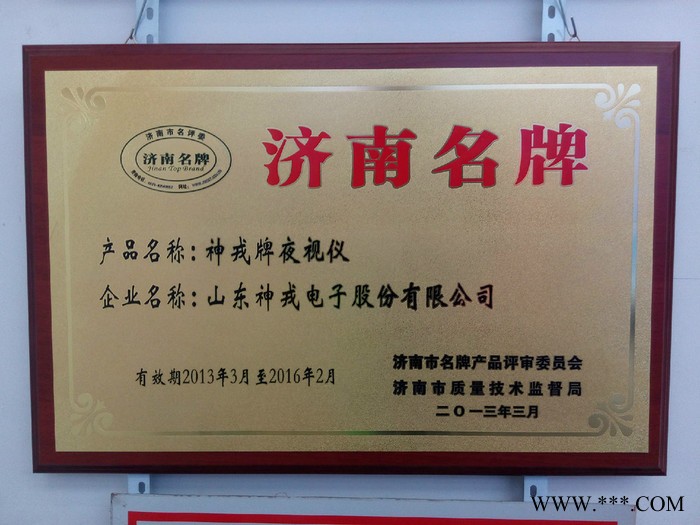 济南市名评委
济南名牌
Jinan Top Brand
济南名牌
产品名称：神戎牌夜视仪
企业名称：山东神戎电子股份有限公司
有效期2013年3月至2016年2月
济南市名牌产品评审委员会
济南市质量技术监督局
二〇一三年三月
WWW.***.COM